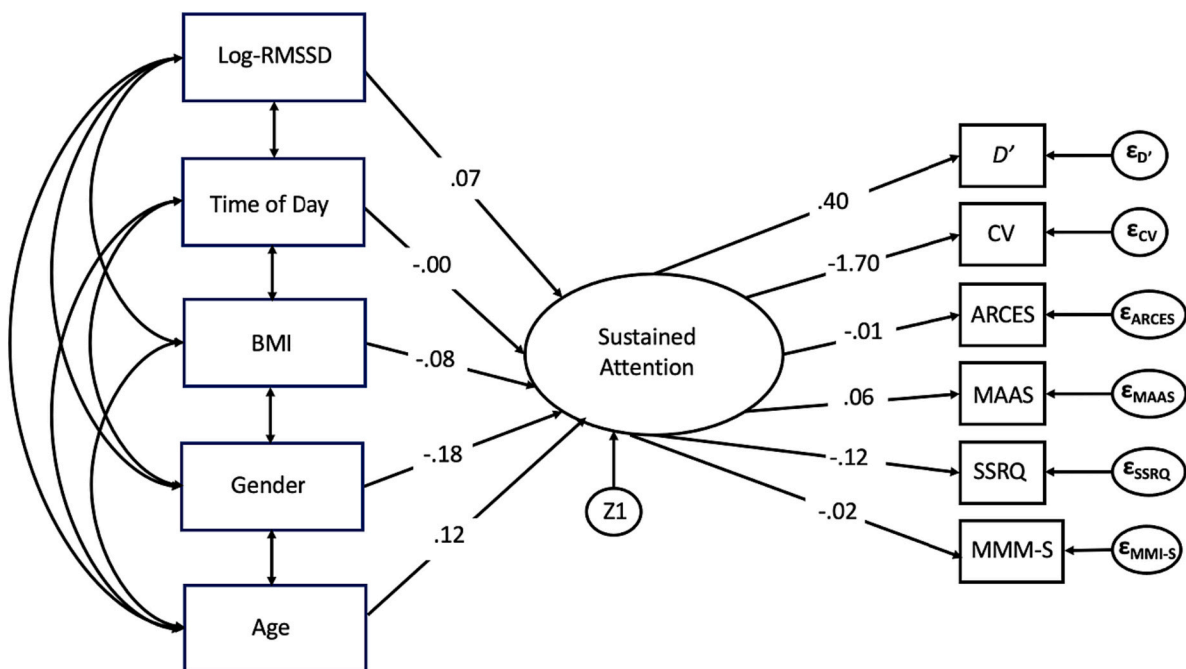 Log-RMSSD
Time of Day
BMI
Gender
Age
.07
-.00
-.08
-.18
.12
Sustained
Attention
Z1
.40
-1.70
-.01
.06
-.12
-.02
D’
CV
ARCES
MAAS
SSRQ
MMM-S
εD’
εCV
εARCES
εMAAS
εSSRQ
εMMI-S